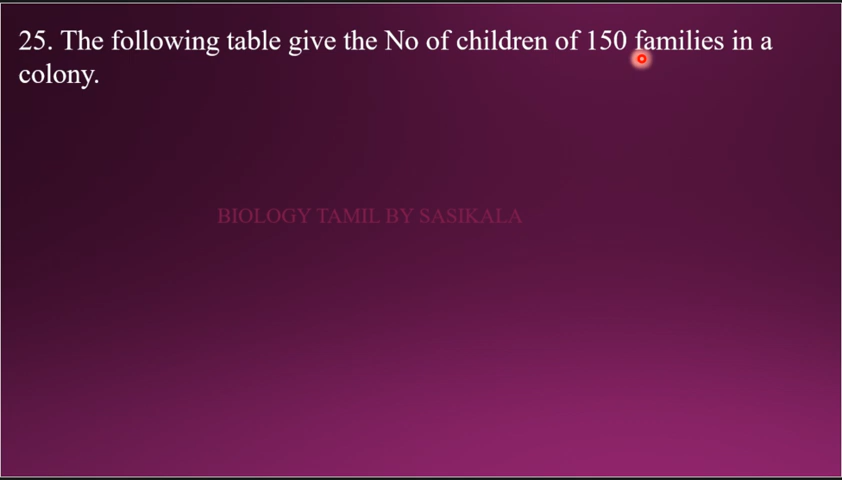 25. The following table give the No of children of 150 families in a
colony.
BIOLOGY TAMIL BY SASIKALA